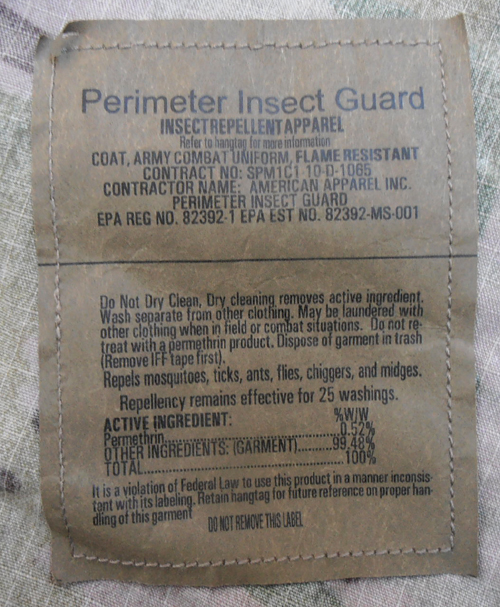 Perimeter Insect Guard
INSECT REPELLENT APPAREL
Refer to hangtag for more information
COAT, ARMY COMBAT UNIFORM, FLAME RESISTANT
CONTRACT NO: SPM1C1-10-D-1065
CONTRACTOR NAME: AMERICAN APPAREL INC.
PERIMETER INSECT GUARD
EPA REG NO. 82392-1 EPA EST NO. 82392-MS-001
Do Not Dry Clean, Dry cleaning removes active ingredient.
Wash separate from other clothing. May be laundered with
other clothing when in field or combat situations. Do not re-
treat with a permethrin product. Dispose of garment in trash
(Remove IFF tape first).
Repels mosquitoes, ticks, ants, flies, chiggers, and midges.
Repellency remains effective for 25 washings.
ACTIVE INGREDIENT: %W/W
Permethrin..............................0.52%
OTHER INGREDIENTS: (GARMENT)..........99.48%
TOTAL..............................100%
It is a violation of Federal Law to use this product in a manner inconsis-
tant with its labeling. Retain hangtag for future reference on proper han-
dling of this garment
DO NOT REMOVE THIS LABEL